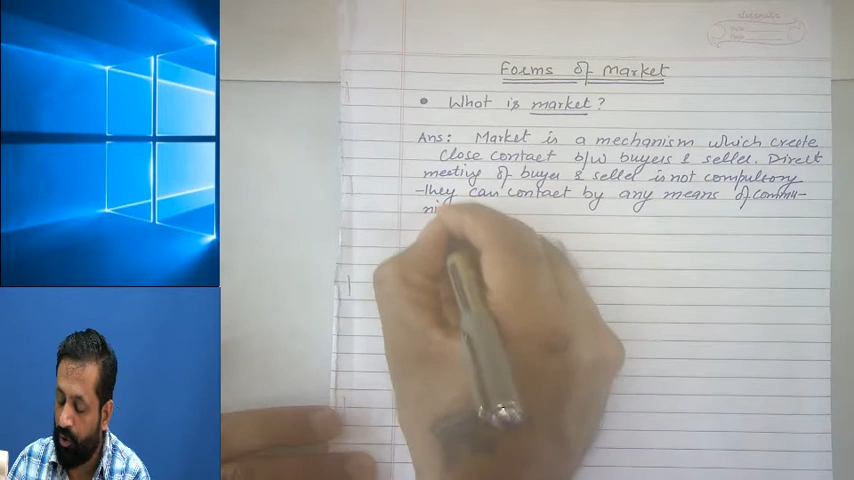 Forms of market
• What is market?
Ans: Market is a mechanism which create
close contact b/w buyers & seller. Direct
meeting of buyer & seller is not compulsory
They can contact by any means of commu-
ni